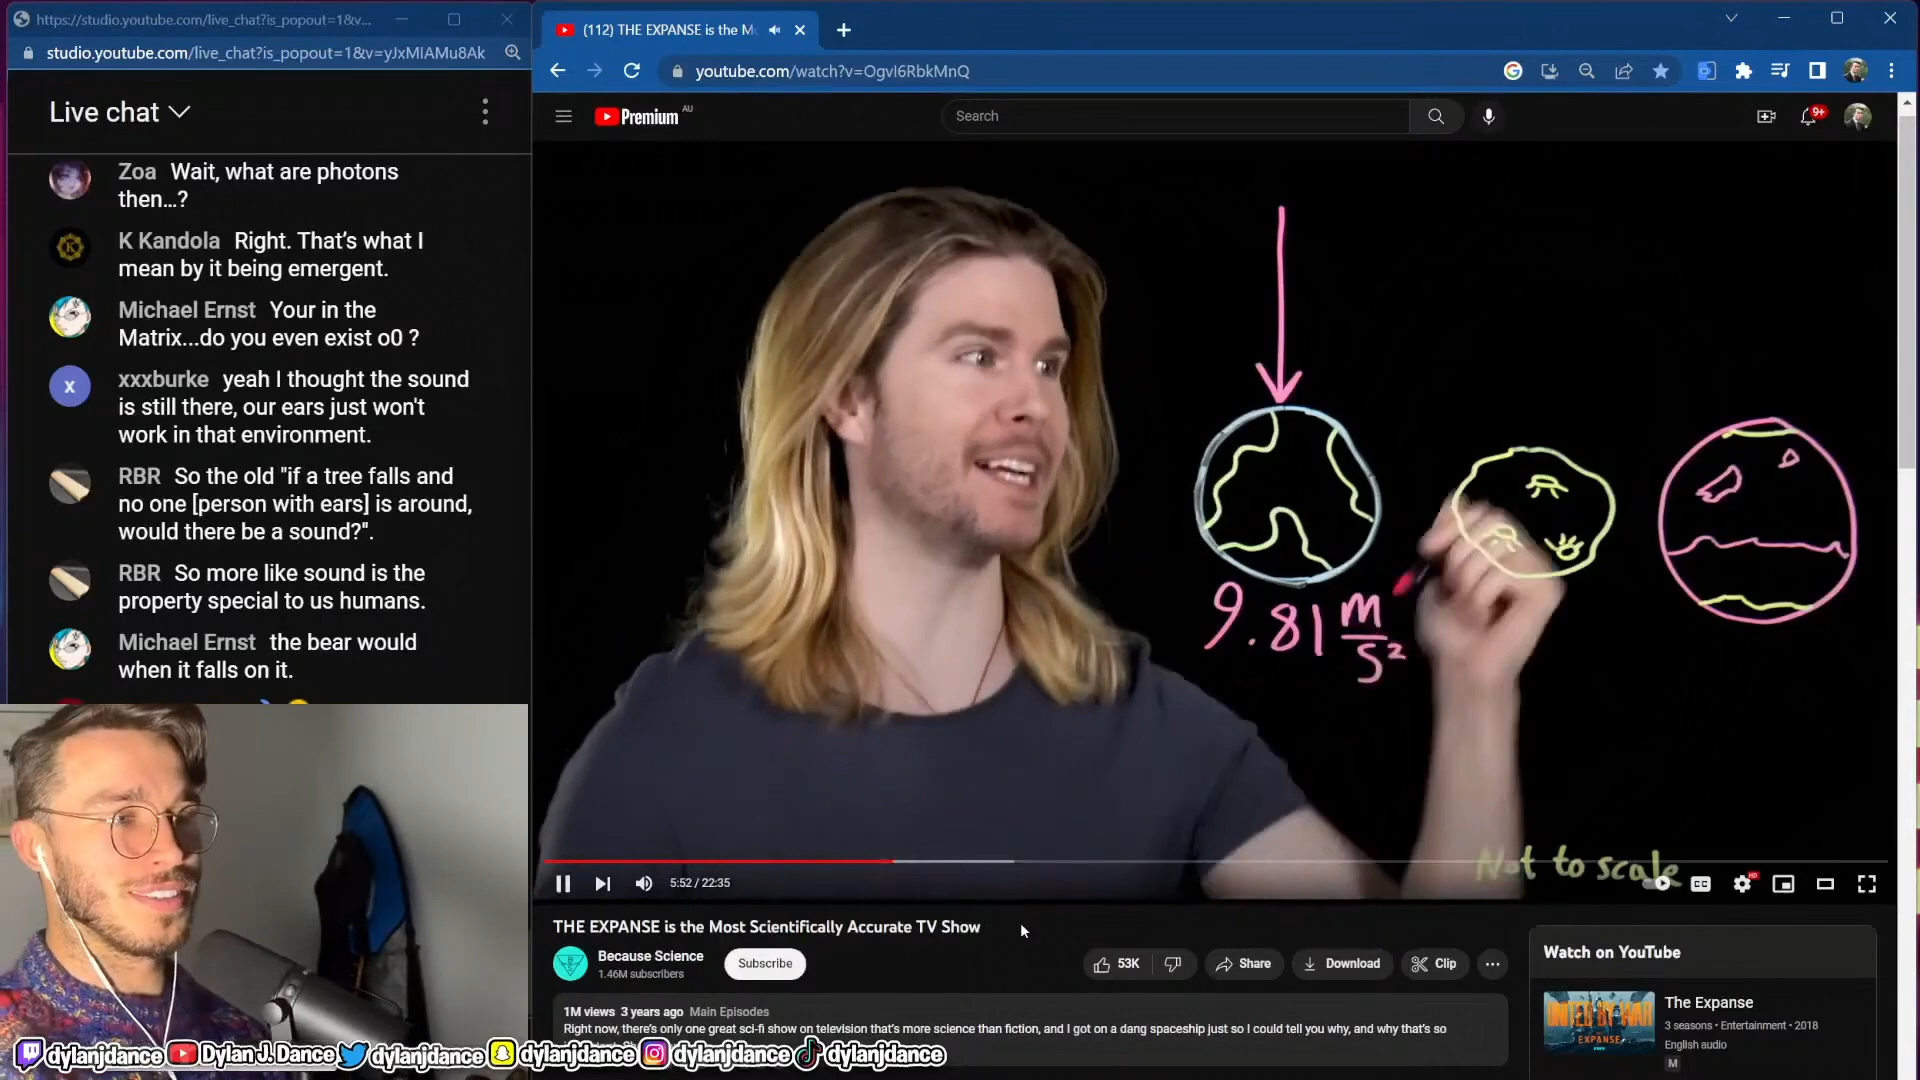 https://studio.youtube.com/live_chat?is_popout=1&v...
studio.youtube.com/live_chat?is_popout=1&v=yJxMIAMu8Ak
Live chat
Zoa Wait, what are photons
then...?
K Kandola Right. That's what I
mean by it being emergent.
Michael Ernst Your in the
Matrix...do you even exist o0 ?
x
xxxburke yeah I thought the sound
is still there, our ears just won't
work in that environment.
RBR So the old "if a tree falls and
no one [person with ears] is around,
would there be a sound?".
RBR So more like sound is the
property special to us humans.
Michael Ernst the bear would
when it falls on it.
(112) THE EXPANSE is the Mo
youtube.com/watch?v=Ogvl6RbkMnQ
Premium AU
Search
9+
9.81 m
s²
Not to scale
5:52 / 22:35
CC
HD
THE EXPANSE is the Most Scientifically Accurate TV Show
Because Science
1.46M subscribers
Subscribe
53K
Share
Download
Clip
1M views 3 years ago Main Episodes
Right now, there's only one great sci-fi show on television that's more science than fiction, and I got on a dang spaceship just so I could tell you why, and why that's so
Watch on YouTube
UNITED BY WAR
EXPANSE
The Expanse
3 seasons • Entertainment • 2018
English audio
M
dylanjdance Dylan J. Dance dylanjdance dylanjdance dylanjdance dylanjdance